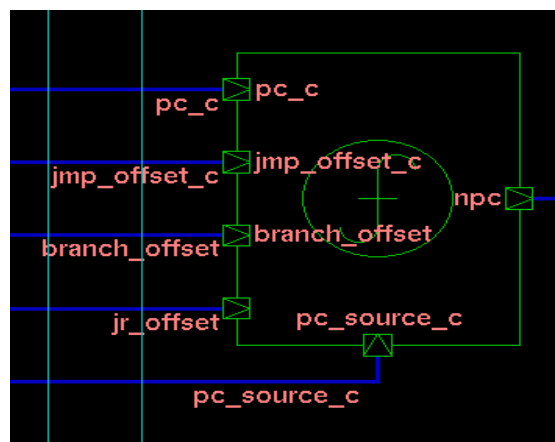 pc_c
pc_c
jmp_offset_c
jmp_offset_c
npc
branch_offset
branch_offset
pc_source_c
jr_offset
pc_source_c